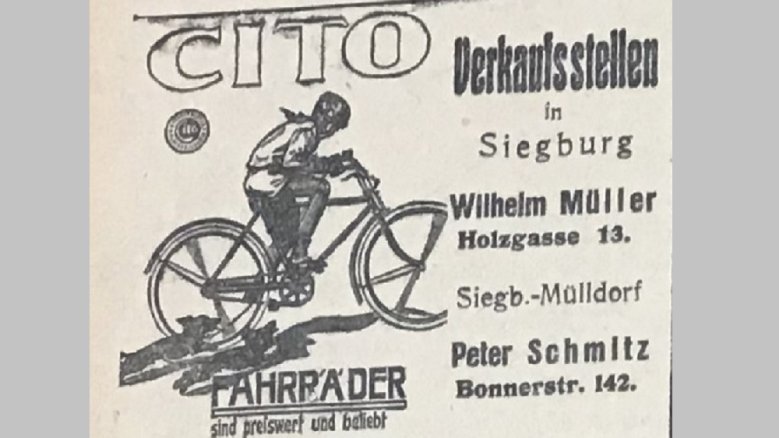 CITO
FAHRRÄDER
sind preiswert und beliebt
Verkaufsstellen
in
Siegburg
Wilhelm Müller
Holzgasse 13.
Siegb.-Mülldorf
Peter Schmitz
Bonnerstr. 142.